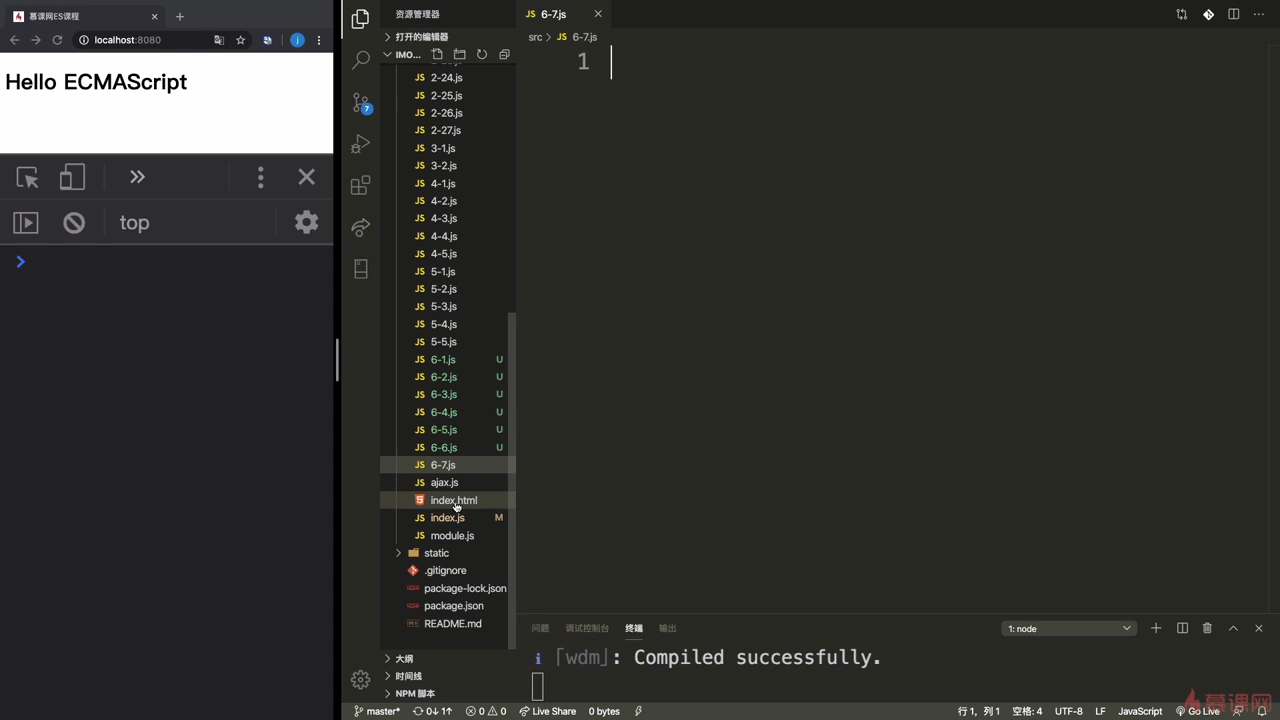 慕课网ES课程
localhost:8080
Hello ECMAScript
top
资源管理器
打开的编辑器
IMO...
2-24.js
2-25.js
2-26.js
2-27.js
3-1.js
3-2.js
4-1.js
4-2.js
4-3.js
4-4.js
4-5.js
5-1.js
5-2.js
5-3.js
5-4.js
5-5.js
6-1.js U
6-2.js U
6-3.js U
6-4.js U
6-5.js U
6-6.js U
6-7.js
ajax.js
index.html
index.js M
module.js
static
.gitignore
package-lock.json
package.json
README.md
大纲
时间线
NPM 脚本
6-7.js
src > JS 6-7.js
1
问题 调试控制台 终端 输出
1: node
i ｢wdm｣: Compiled successfully.
master* 0↓ 1↑ 0 0 Live Share 0 bytes
行 1, 列 1 空格: 4 UTF-8 LF JavaScript Go Live
慕课网